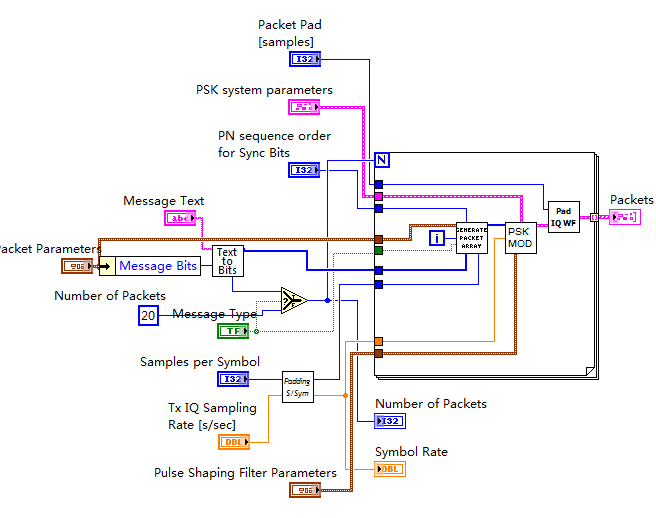 Packet Pad
[samples]
I32
PSK system parameters
PN sequence order
for Sync Bits
I32
N
Message Text
abc
Pad
IQ WF
Packets
Packet Parameters
Message Bits
Text
to
Bits
i
GENERATE
PACKET
ARRAY
PSK
MOD
Number of Packets
20
Message Type
TF
?
Samples per Symbol
I32
Padding
S/Sym
Tx IQ Sampling
Rate [s/sec]
DBL
Number of Packets
I32
Symbol Rate
DBL
Pulse Shaping Filter Parameters